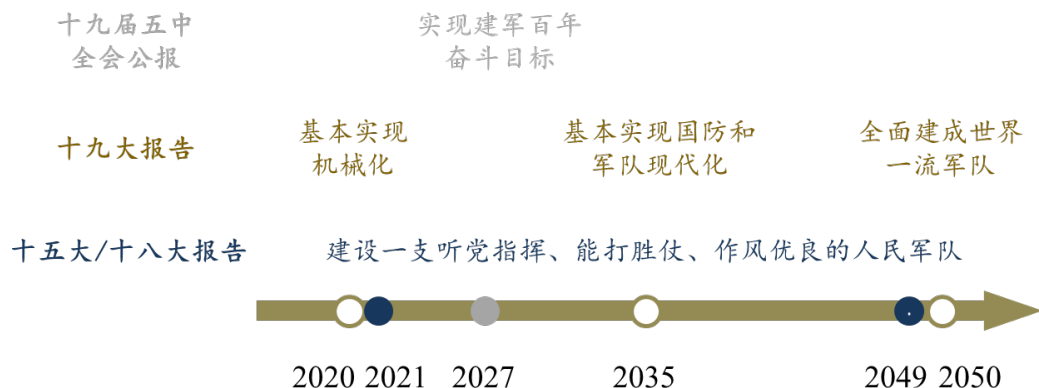 十九届五中
全会公报
实现建军百年
奋斗目标
十九大报告
基本实现
机械化
基本实现国防和
军队现代化
全面建成世界
一流军队
十五大/十八大报告
建设一支听党指挥、能打胜仗、作风优良的人民军队
2020 2021 2027 2035 2049 2050